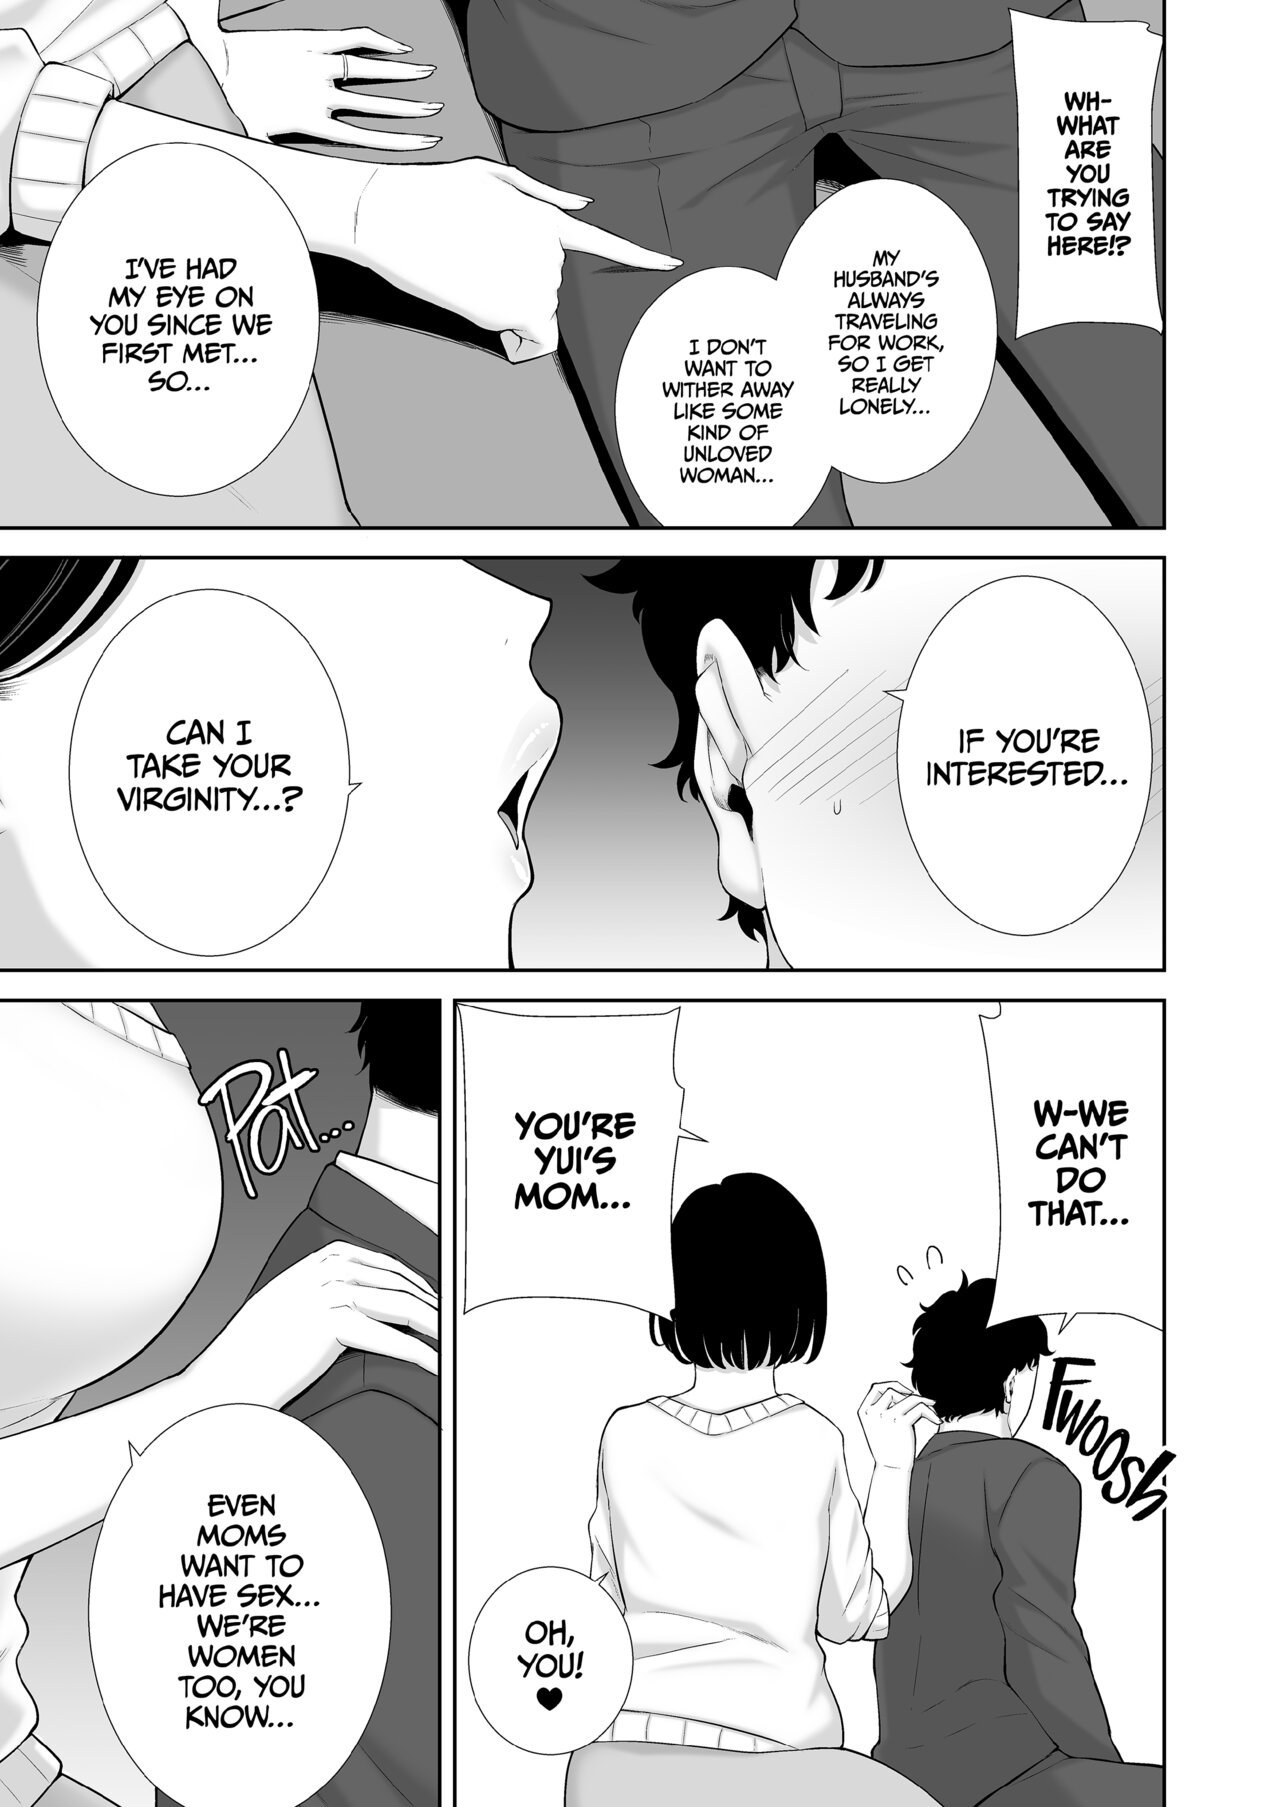 WH-
WHAT
ARE
YOU
TRYING
TO SAY
HERE!?
MY
HUSBAND'S
ALWAYS
TRAVELING
FOR WORK,
SO I GET
REALLY
LONELY...
I DON'T
WANT TO
WITHER AWAY
LIKE SOME
KIND OF
UNLOVED
WOMAN...
I'VE HAD
MY EYE ON
YOU SINCE WE
FIRST MET...
SO...
IF YOU'RE
INTERESTED...
CAN I
TAKE YOUR
VIRGINITY...?
W-WE
CAN'T
DO
THAT...
FWOOSH
YOU'RE
YUI'S
MOM...
OH,
YOU!
♥
PAT...
EVEN
MOMS
WANT TO
HAVE SEX...
WE'RE
WOMEN
TOO, YOU
KNOW...